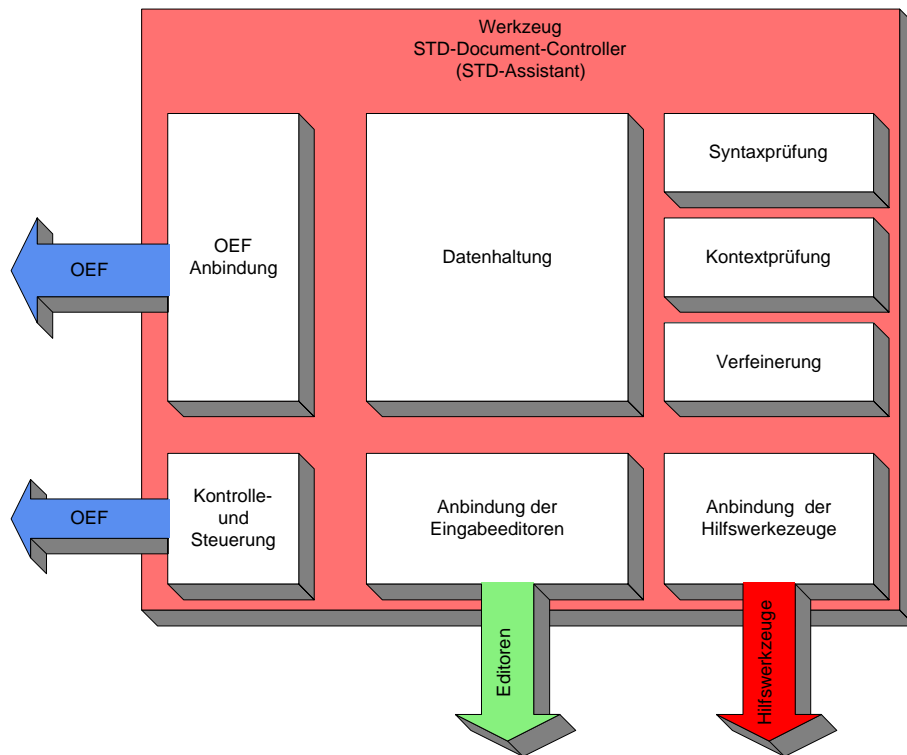 Werkzeug
STD-Document-Controller
(STD-Assistant)
OEF
Anbindung
Datenhaltung
Syntaxprüfung
Kontextprüfung
Verfeinerung
OEF
Kontrolle-
und
Steuerung
Anbindung der
Eingabeeditoren
Anbindung  der
Hilfswerkezeuge
OEF
Editoren
Hilfswerkzeuge